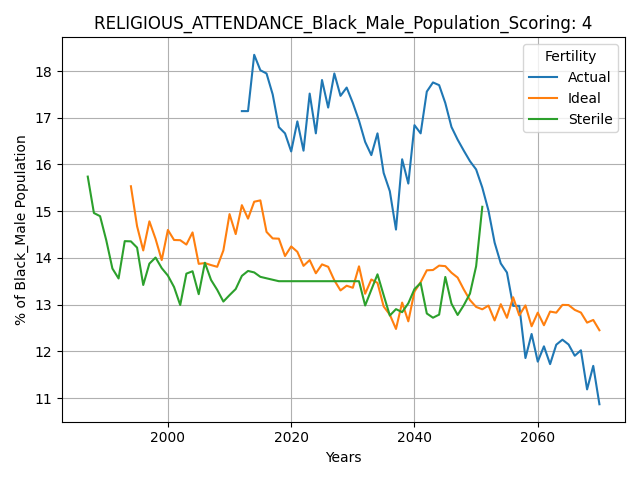 RELIGIOUS_ATTENDANCE_Black_Male_Population_Scoring: 4
% of Black_Male Population
18
17
16
15
14
13
12
11
Fertility
Actual
Ideal
Sterile
2000
2020
2040
2060
Years